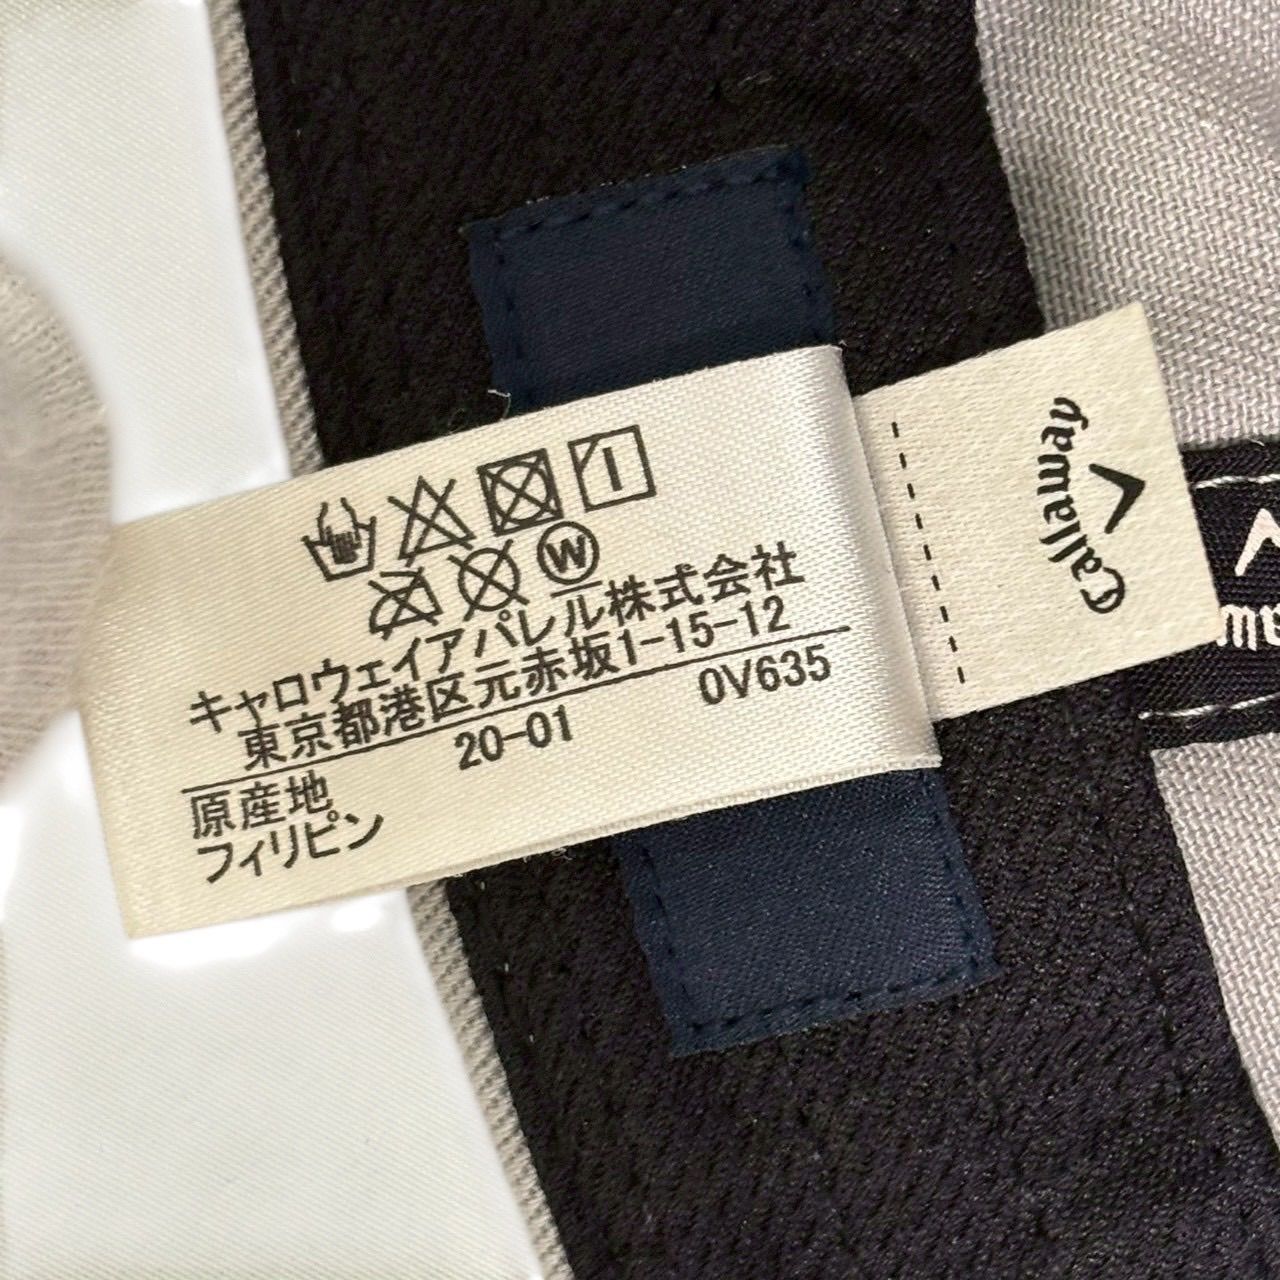 W
キャロウェイアパレル株式会社
東京都港区元赤坂1-15-12
20-01 0V635
原産地
フィリピン
Callaway